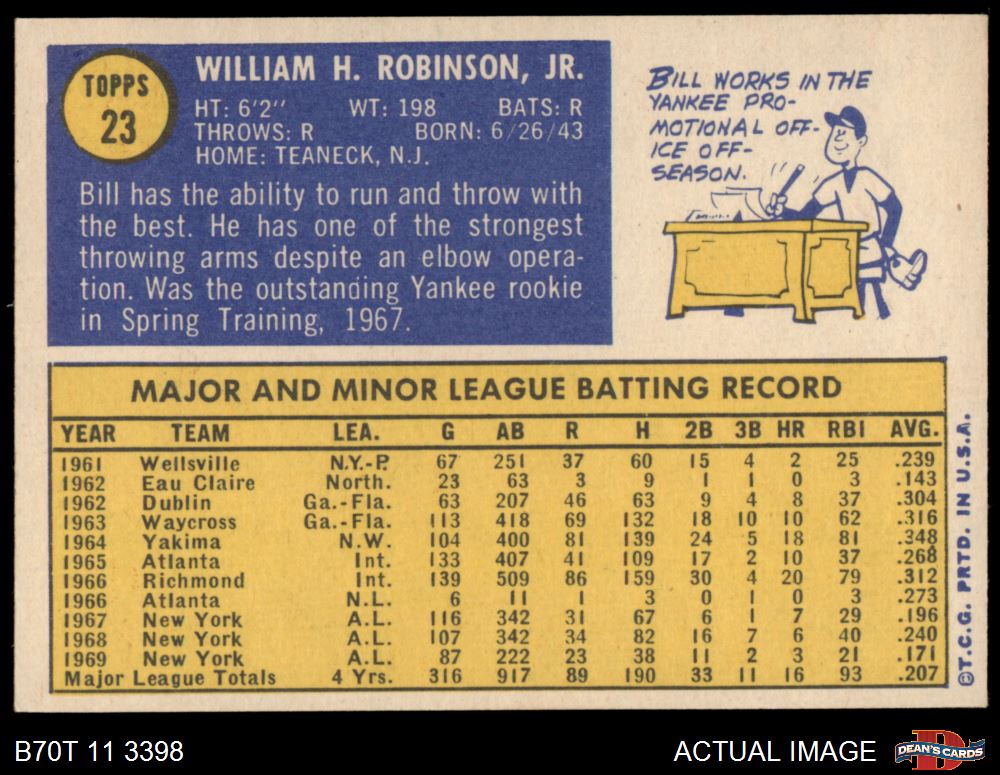 TOPPS
23
WILLIAM H. ROBINSON, JR.
HT: 6'2" WT: 198 BATS: R
THROWS: R BORN: 6/26/43
HOME: TEANECK, N.J.
Bill has the ability to run and throw with
the best. He has one of the strongest
throwing arms despite an elbow opera-
tion. Was the outstanding Yankee rookie
in Spring Training, 1967.
BILL WORKS IN THE
YANKEE PRO-
MOTIONAL OFF-
ICE OFF-
SEASON.
MAJOR AND MINOR LEAGUE BATTING RECORD
YEAR TEAM LEA. G AB R H 2B 3B HR RBI AVG.
1961 Wellsville N.Y.-P. 67 251 37 60 15 4 2 25 .239
1962 Eau Claire North. 23 63 3 9 1 1 0 3 .143
1962 Dublin Ga.-Fla. 63 207 46 63 9 4 8 37 .304
1963 Waycross Ga.-Fla. 113 418 69 132 18 10 10 62 .316
1964 Yakima N.W. 104 400 81 139 24 5 18 81 .348
1965 Atlanta Int. 133 407 41 109 17 2 10 37 .268
1966 Richmond Int. 139 509 86 159 30 4 20 79 .312
1966 Atlanta N.L. 6 11 1 3 0 1 0 3 .273
1967 New York A.L. 116 342 31 67 6 1 7 29 .196
1968 New York A.L. 107 342 34 82 16 7 6 40 .240
1969 New York A.L. 87 222 23 38 11 2 3 21 .171
Major League Totals 4 Yrs. 316 917 89 190 33 11 16 93 .207
©T.C.G. PRTD. IN U.S.A.
B70T 11 3398
ACTUAL IMAGE
DEAN'S CARDS